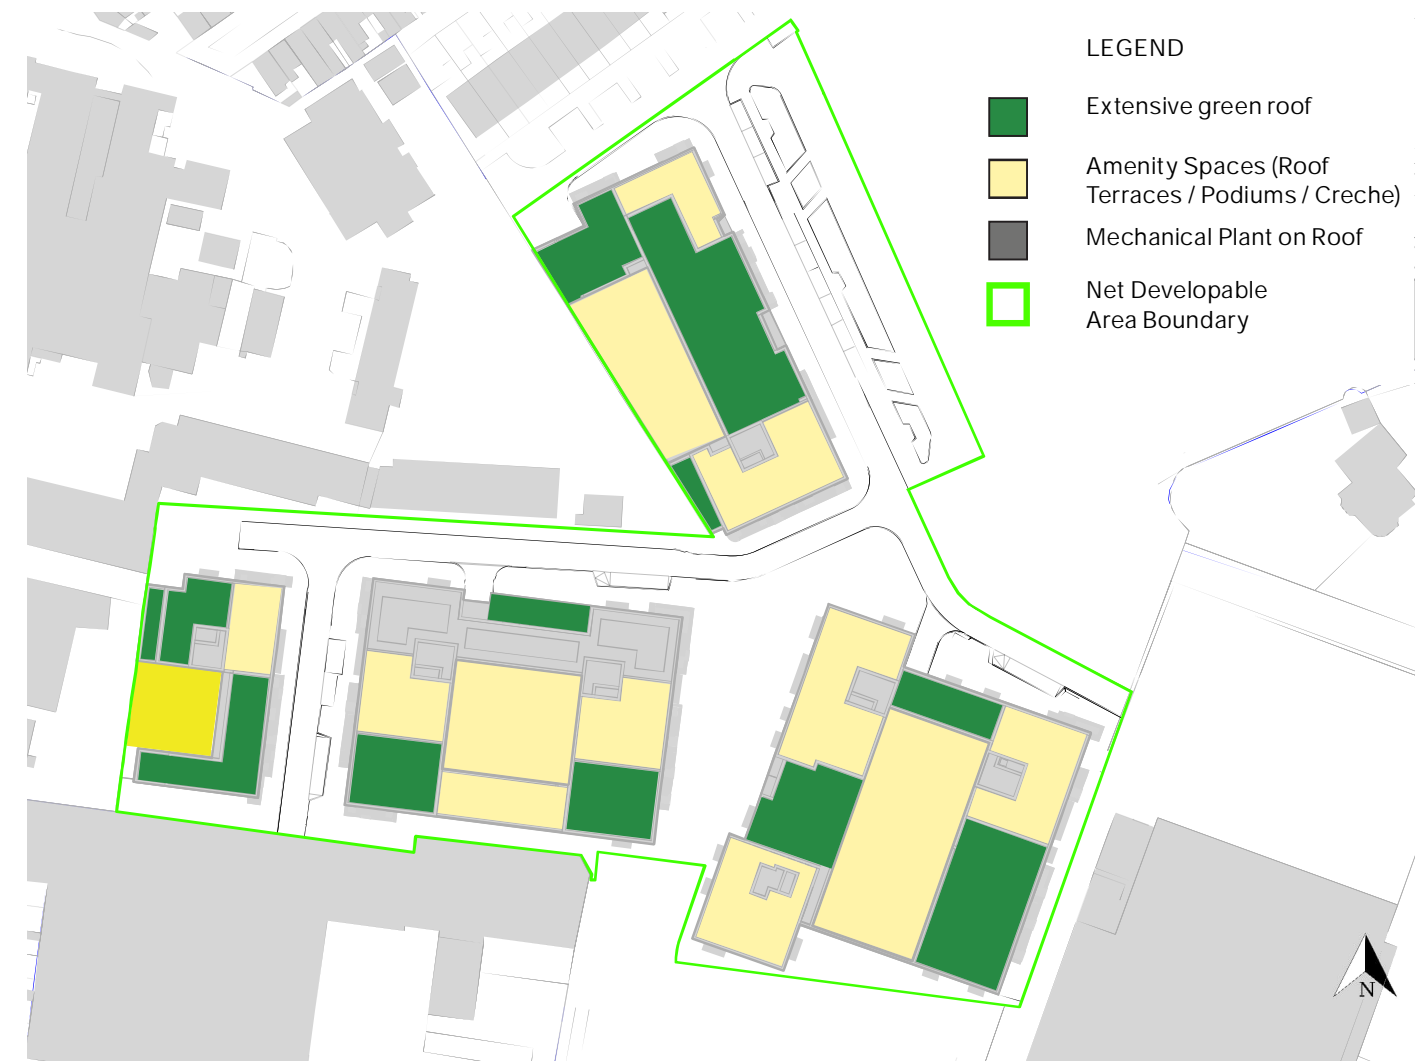 LEGEND
Extensive green roof
Amenity Spaces (Roof
Terraces / Podiums / Creche)
Mechanical Plant on Roof
Net Developable
Area Boundary
N